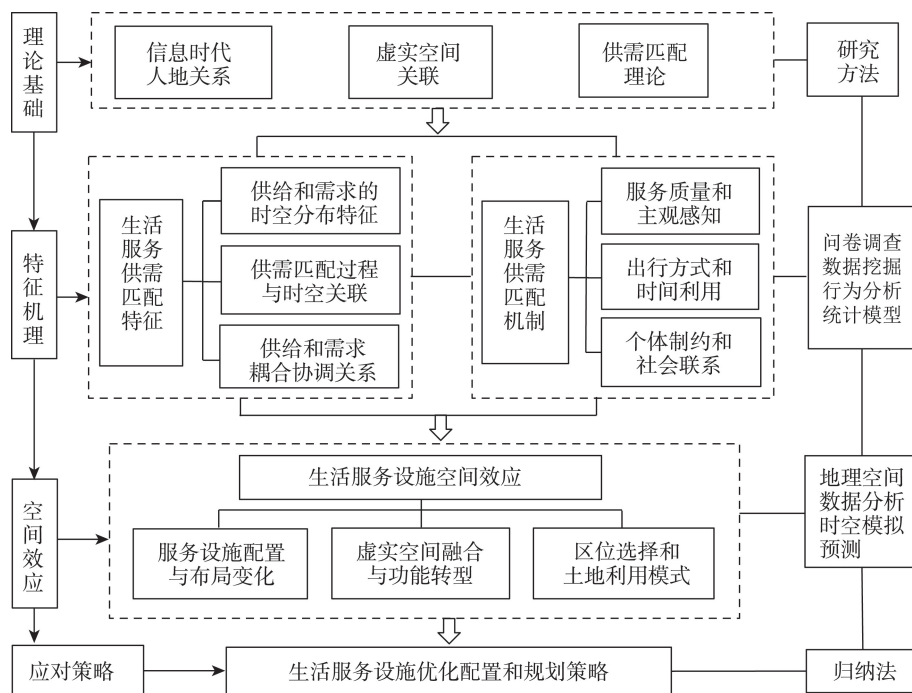 理
论
基
础
信息时代
人地关系
虚实空间
关联
供需匹配
理论
研究
方法
特
征
机
理
生活
服务
供需
匹配
特征
供给和需求的
时空分布特征
供需匹配过程
与时空关联
供给和需求
耦合协调关系
生活
服务
供需
匹配
机制
服务质量和
主观感知
出行方式和
时间利用
个体制约和
社会联系
问卷调查
数据挖掘
行为分析
统计模型
空
间
效
应
生活服务设施空间效应
服务设施配置
与布局变化
虚实空间融合
与功能转型
区位选择和
土地利用模式
地理空间
数据分析
时空模拟
预测
应对策略
生活服务设施优化配置和规划策略
归纳法